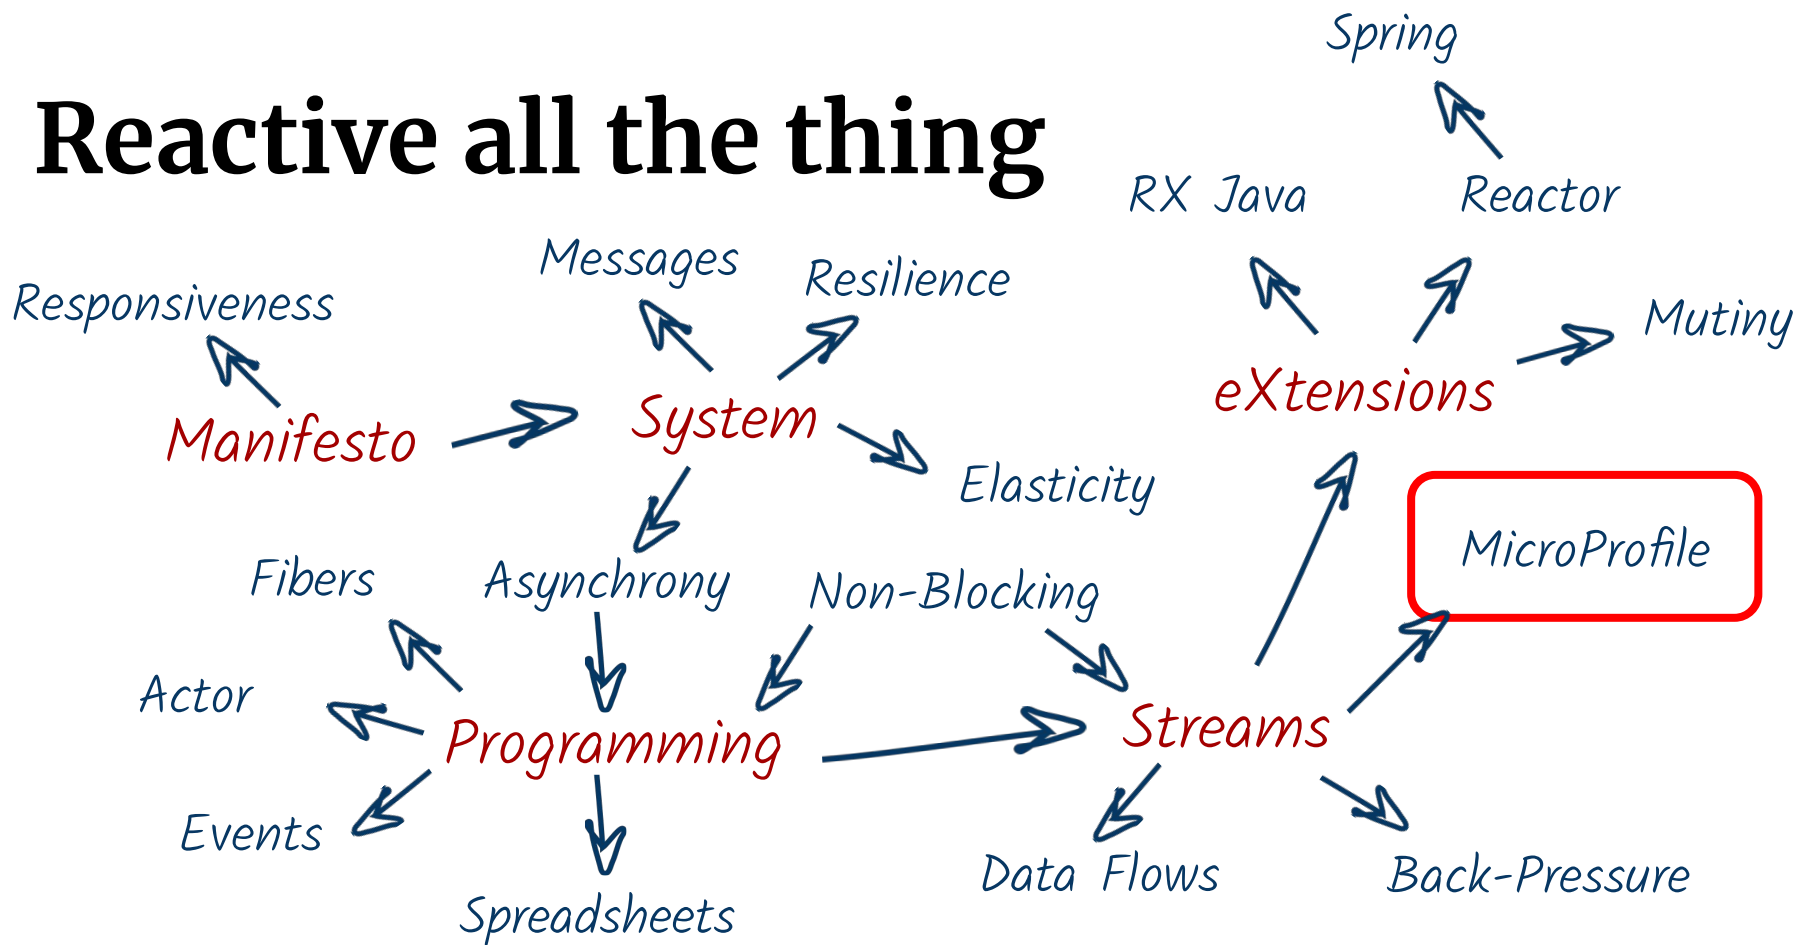 Spring
Reactive all the thing
RX Java
Reactor
Messages
Resilience
Responsiveness
Mutiny
eXtensions
System
Manifesto
Elasticity
MicroProfile
Fibers
Asynchrony
Non-Blocking
Actor
Streams
Programming
Events
Data Flows
Back-Pressure
Spreadsheets